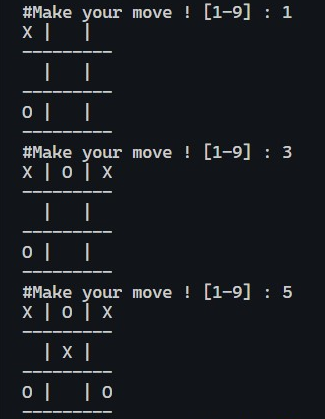 #Make your move ! [1-9] : 1
X |   |
---------
  |   |
---------
O |   |
---------
#Make your move ! [1-9] : 3
X | O | X
---------
  |   |
---------
O |   |
---------
#Make your move ! [1-9] : 5
X | O | X
---------
  | X |
---------
O |   | O
---------